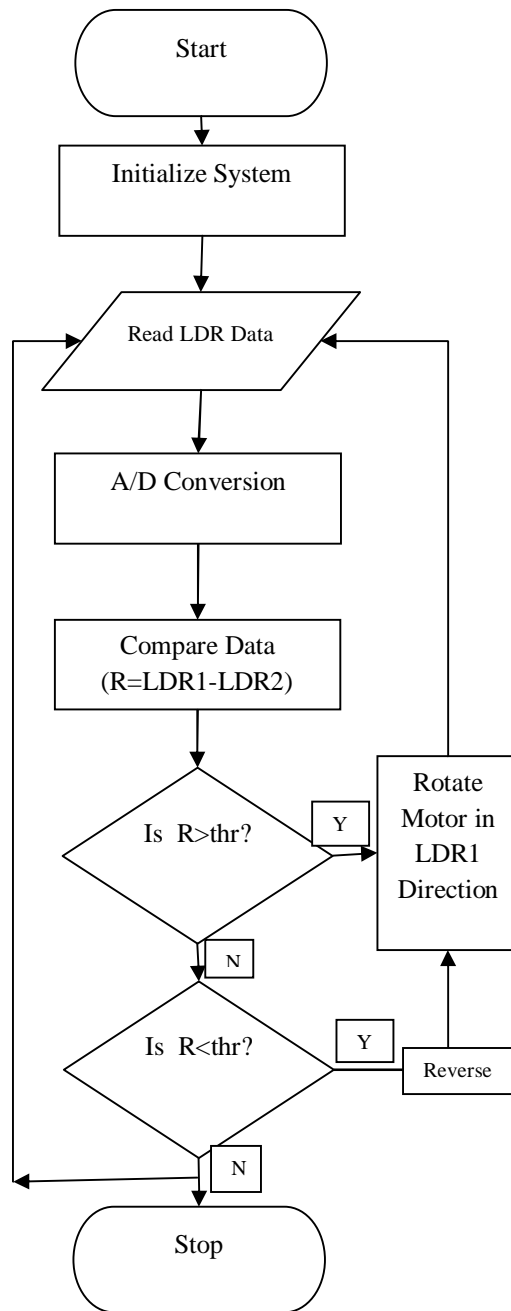 Start
Initialize System
Read LDR Data
A/D Conversion
Compare Data
(R=LDR1-LDR2)
Is R>thr?
Y
Rotate
Motor in
LDR1
Direction
N
Is R<thr?
Y
Reverse
N
Stop